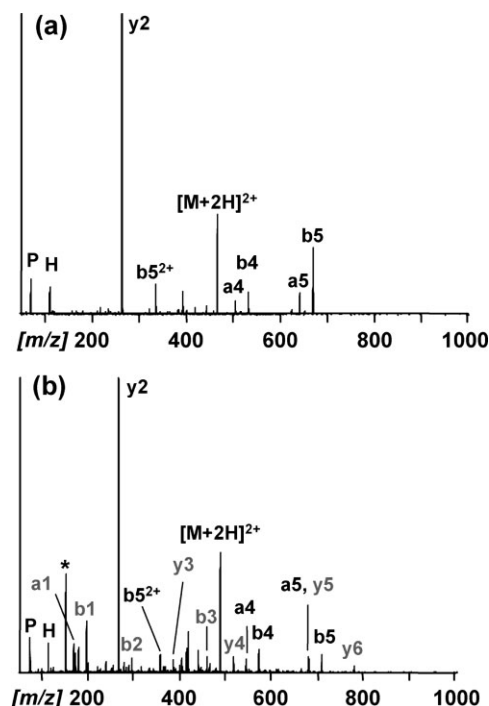 (a)
y2
[M+2H]²⁺
b5
P
H
b5²⁺
b4
a4
a5
[m/z] 200 400 600 800 1000
(b)
y2
[M+2H]²⁺
*
y3
a5, y5
a1
b5²⁺
b3
a4
P
H
b1
b2
y4
b4
b5
y6
[m/z] 200 400 600 800 1000